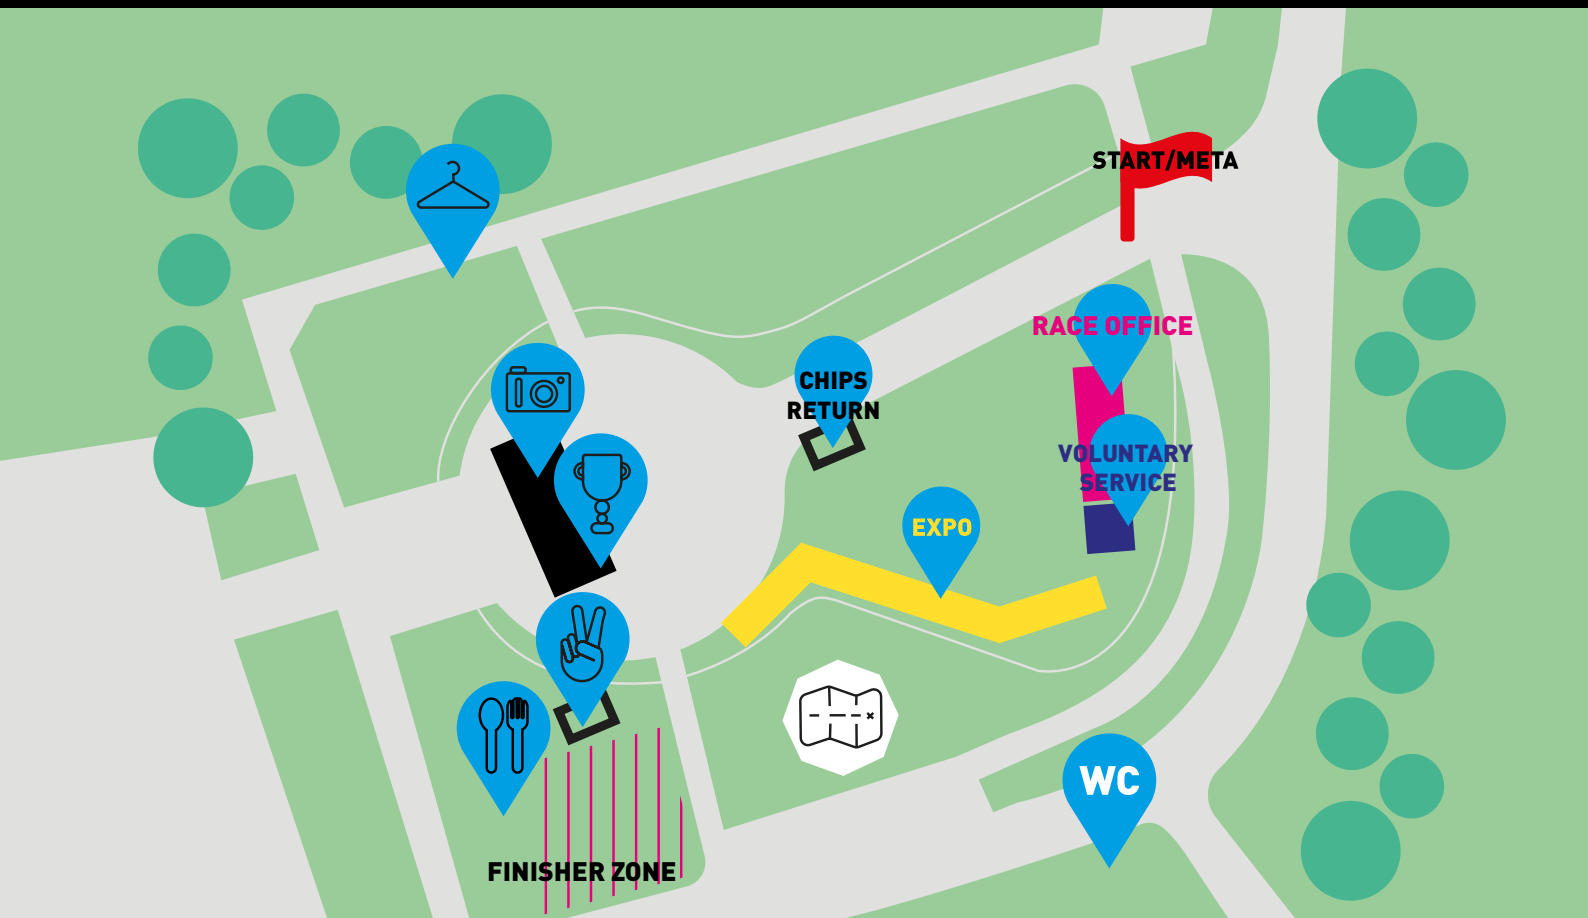 START/META
RACE OFFICE
CHIPS
RETURN
VOLUNTARY
SERVICE
EXPO
WC
FINISHER ZONE